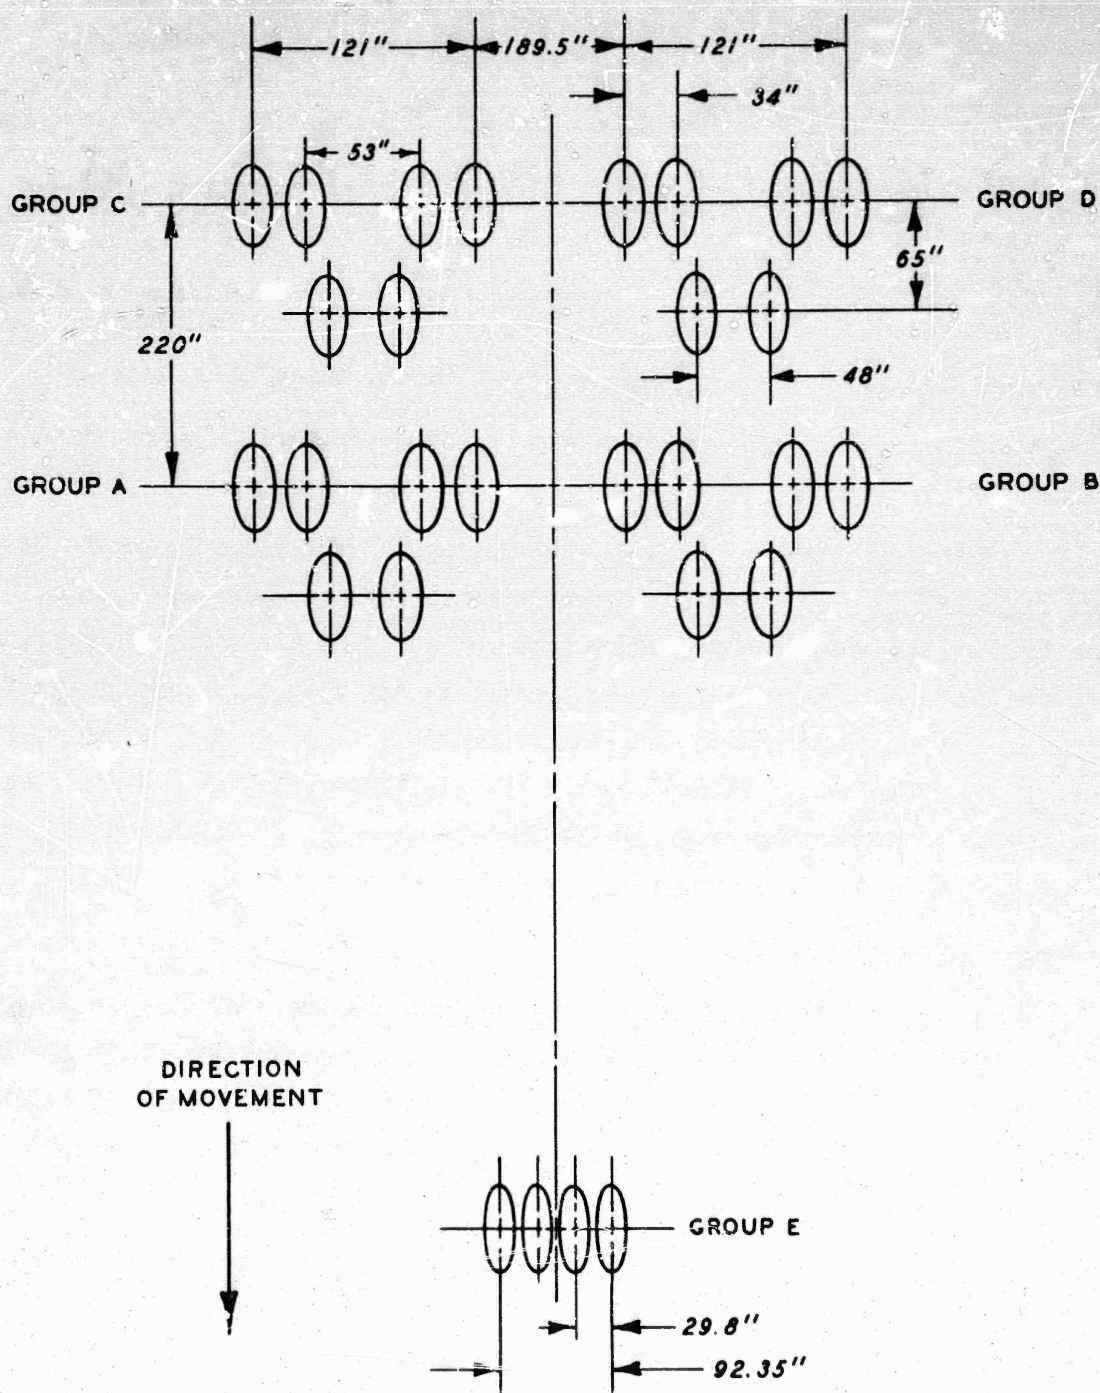 121" 189.5" 121"
34"
53"
GROUP C GROUP D
65"
220"
48"
GROUP A GROUP B
DIRECTION
OF MOVEMENT
GROUP E
29.8"
92.35"